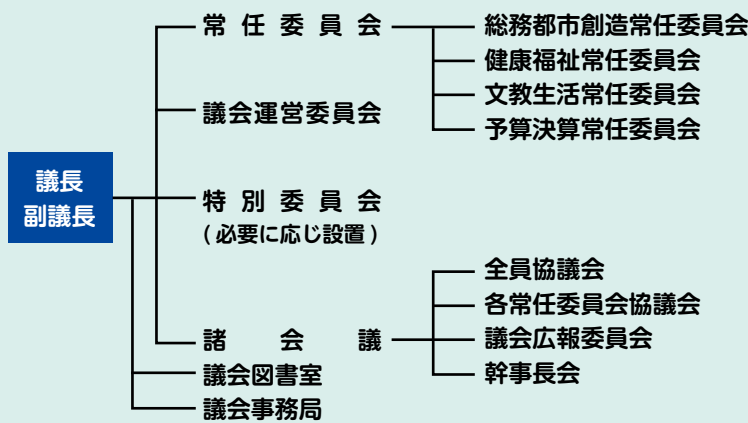 議長
副議長
常任委員会
総務都市創造常任委員会
健康福祉常任委員会
文教生活常任委員会
予算決算常任委員会
議会運営委員会
特別委員会
(必要に応じ設置)
諸会議
全員協議会
各常任委員会協議会
議会広報委員会
幹事長会
議会図書室
議会事務局